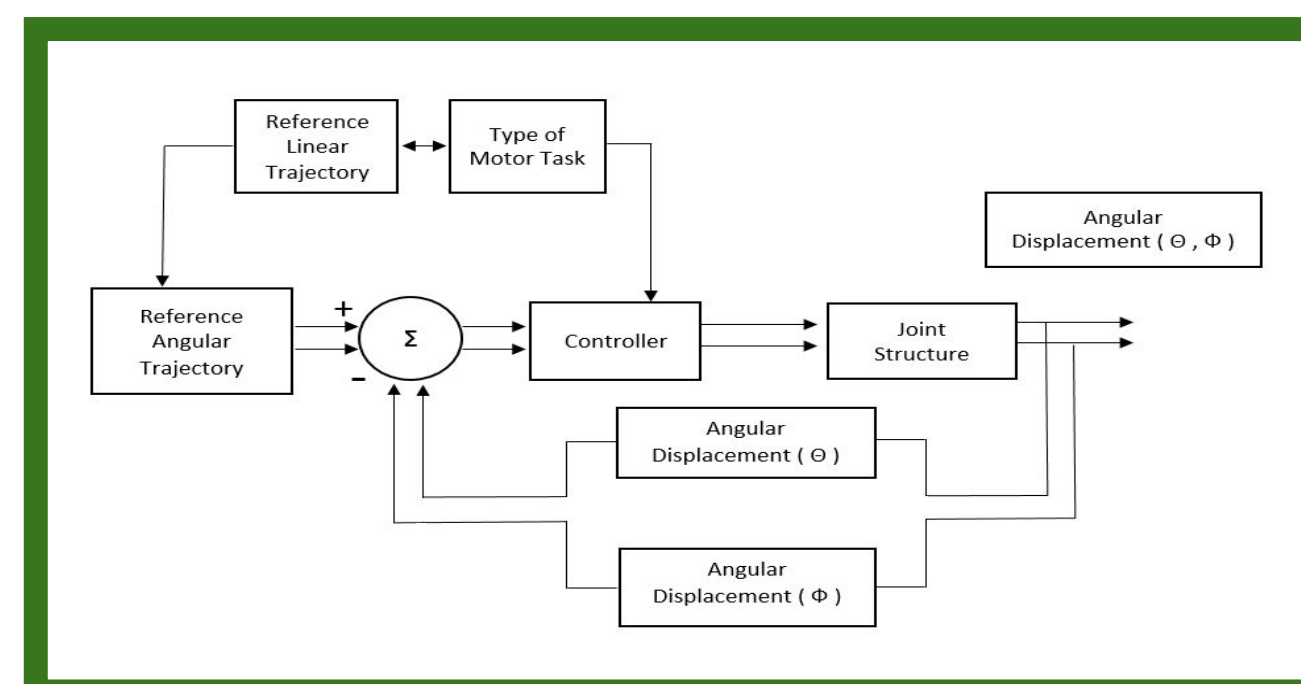 Reference
Linear
Trajectory
Type of
Motor Task
Angular
Displacement ( Θ , Φ )
Reference
Angular
Trajectory
+
-
Σ
Controller
Joint
Structure
Angular
Displacement ( Θ )
Angular
Displacement ( Φ )